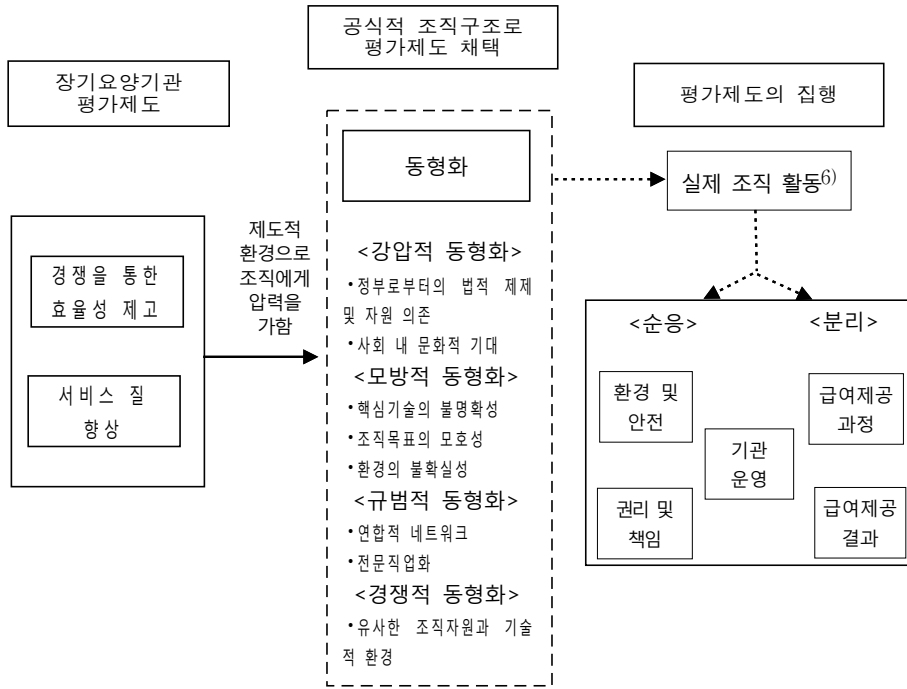 공식적 조직구조로
평가제도 채택
장기요양기관
평가제도
평가제도의 집행
동형화
실제 조직 활동6)
경쟁을 통한
효율성 제고
서비스 질
향상
제도적
환경으로
조직에게
압력을
가함
<강압적 동형화>
•정부로부터의 법적 제제
및 자원 의존
•사회 내 문화적 기대
<모방적 동형화>
•핵심기술의 불명확성
•조직목표의 모호성
•환경의 불확실성
<규범적 동형화>
•연합적 네트워크
•전문직업화
<경쟁적 동형화>
•유사한 조직자원과 기술
적 환경
<순응>
<분리>
환경 및
안전
급여제공
과정
기관
운영
권리 및
책임
급여제공
결과